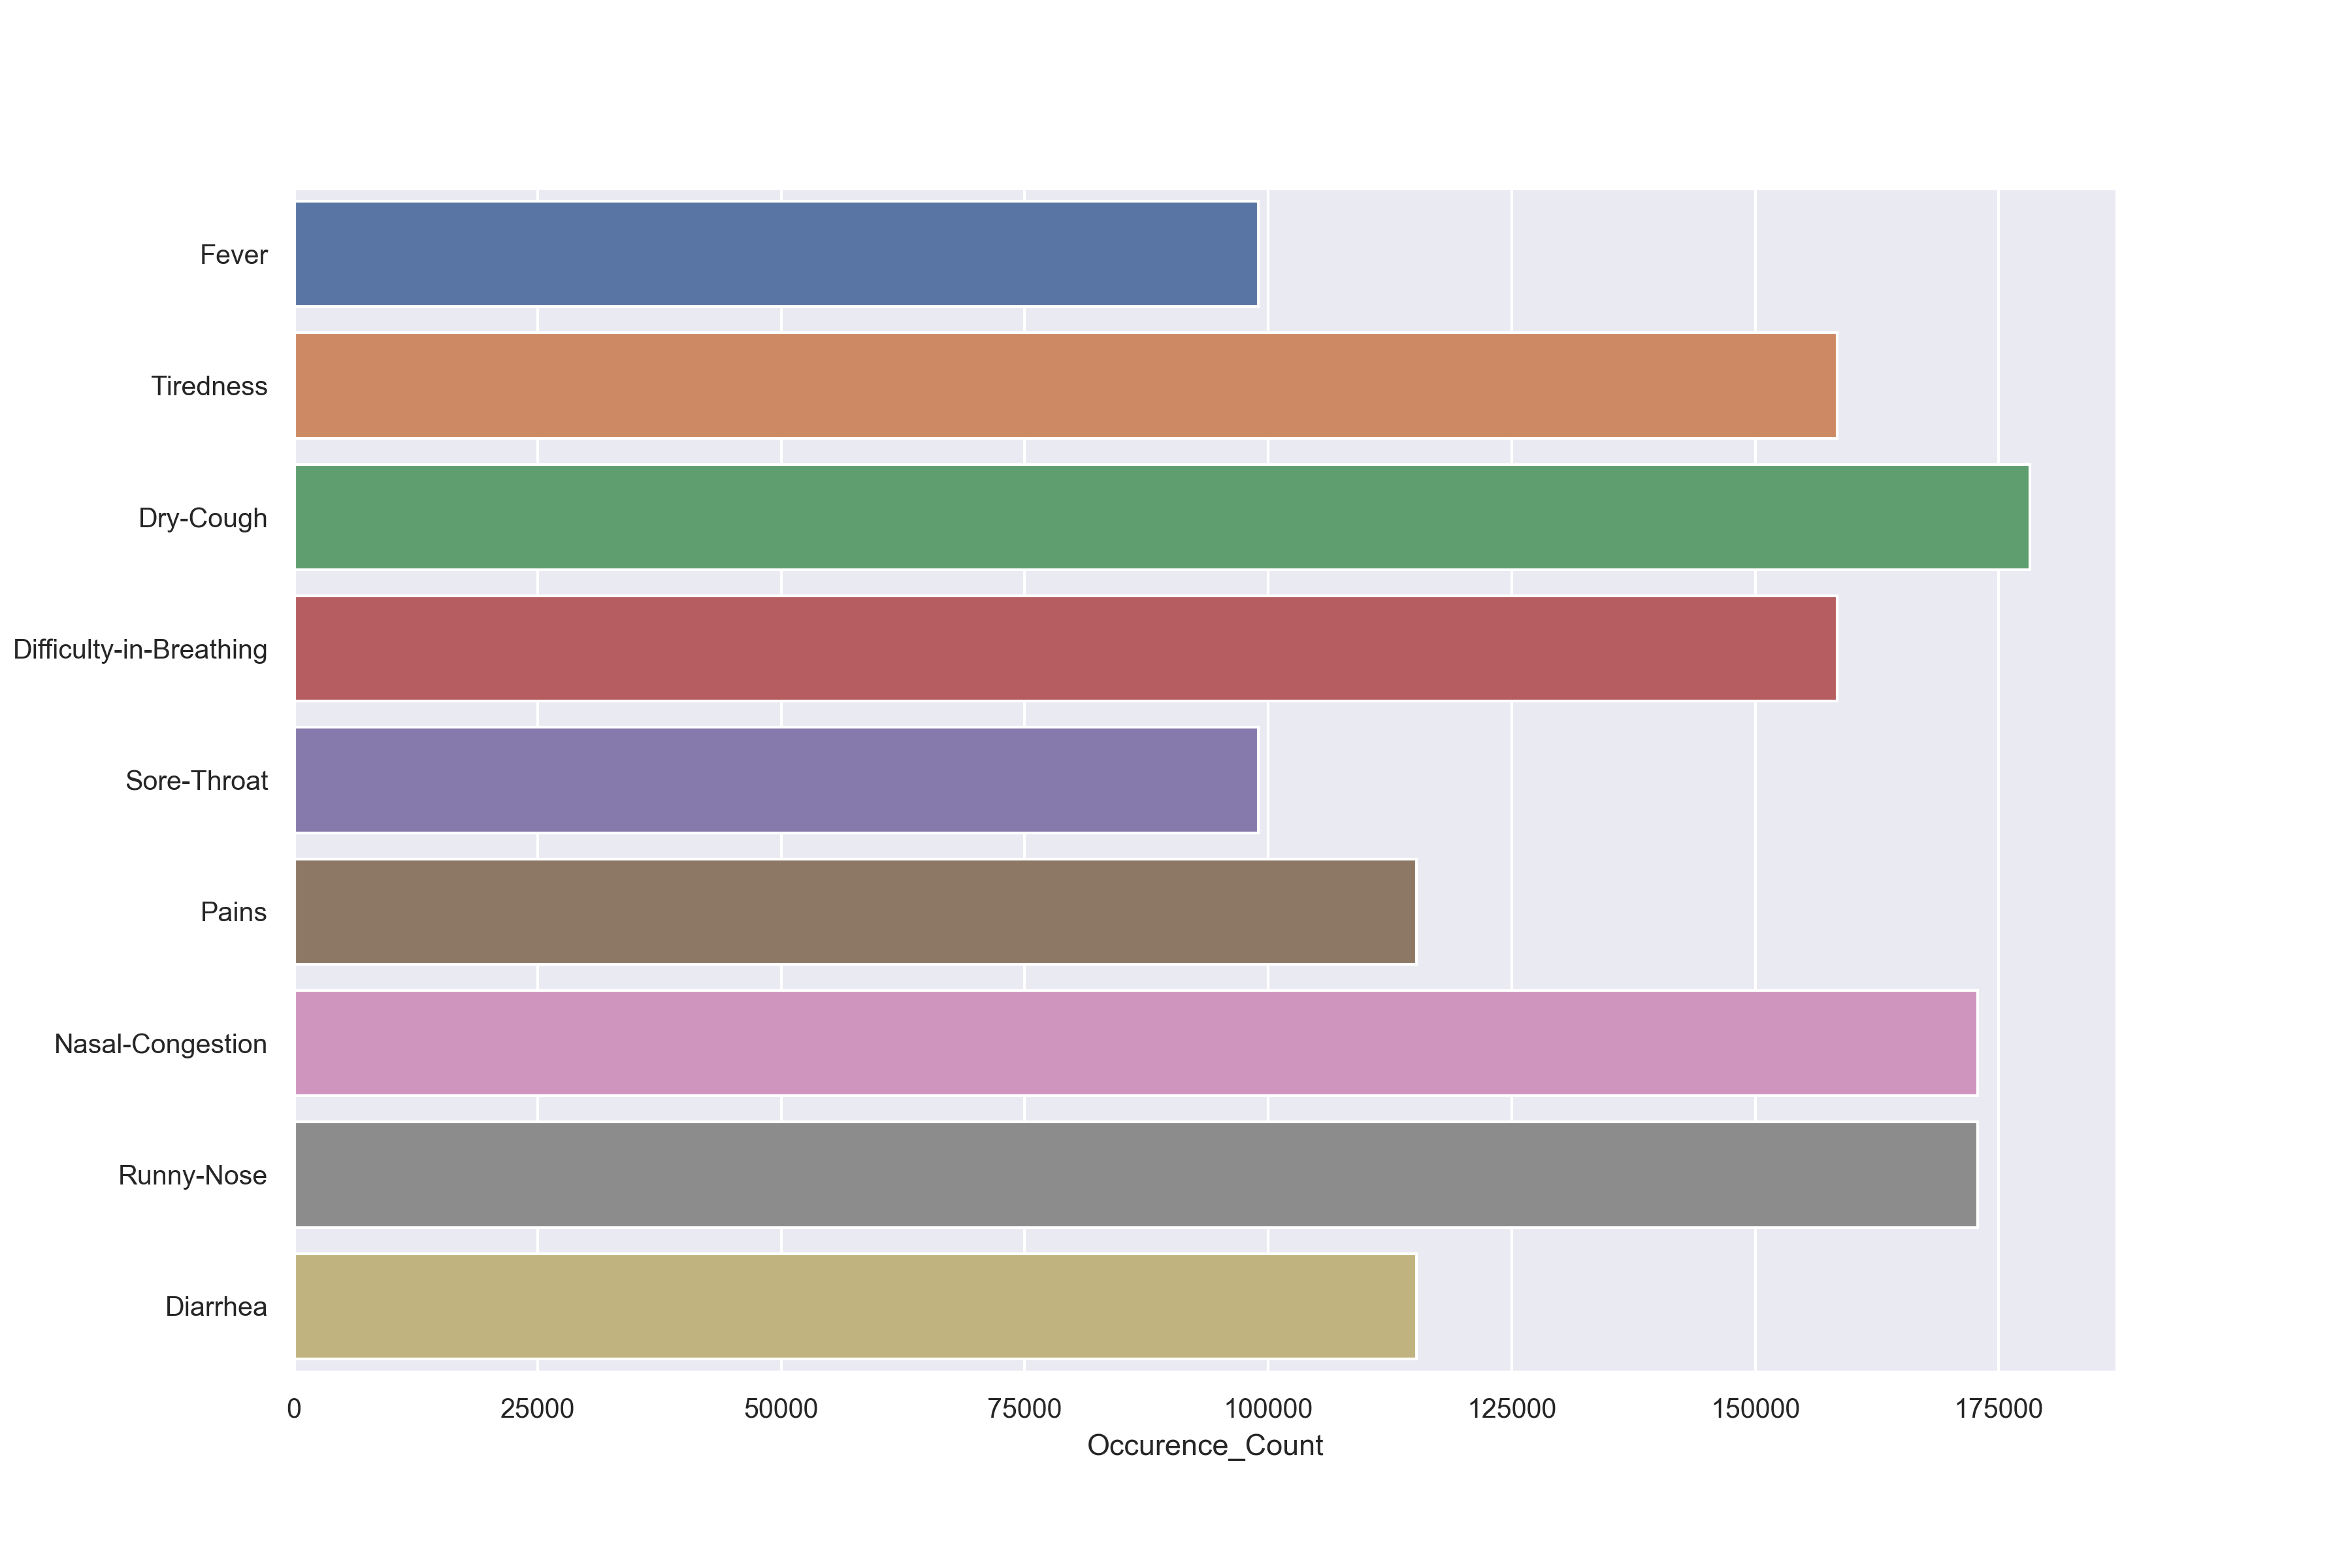 Fever
Tiredness
Dry-Cough
Difficulty-in-Breathing
Sore-Throat
Pains
Nasal-Congestion
Runny-Nose
Diarrhea
0 25000 50000 75000 100000 125000 150000 175000
Occurence_Count